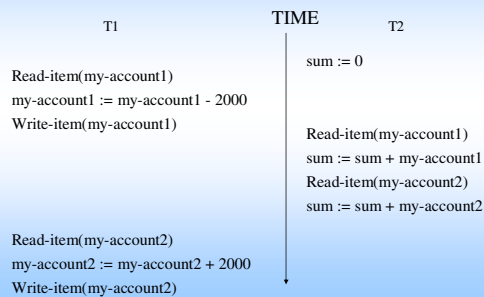 T1
TIME
T2
sum := 0
Read-item(my-account1)
my-account1 := my-account1 - 2000
Write-item(my-account1)
Read-item(my-account1)
sum := sum + my-account1
Read-item(my-account2)
sum := sum + my-account2
Read-item(my-account2)
my-account2 := my-account2 + 2000
Write-item(my-account2)